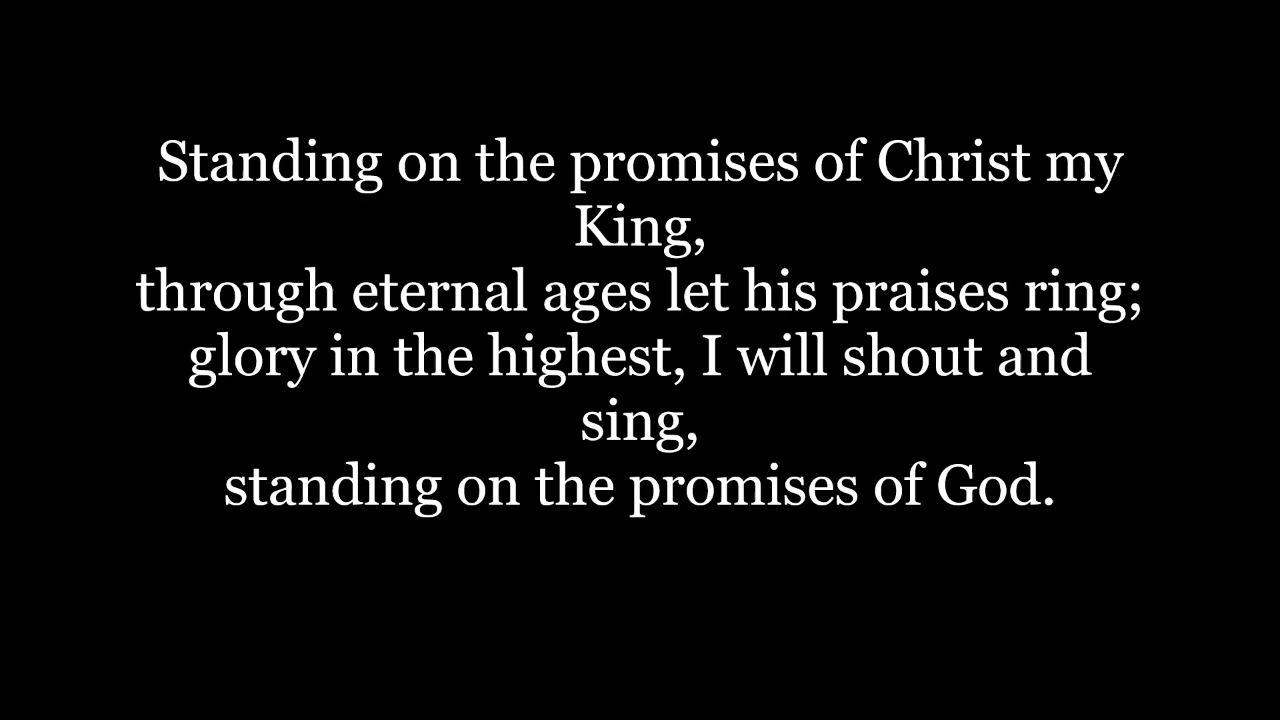 Standing on the promises of Christ my
King,
through eternal ages let his praises ring;
glory in the highest, I will shout and
sing,
standing on the promises of God.